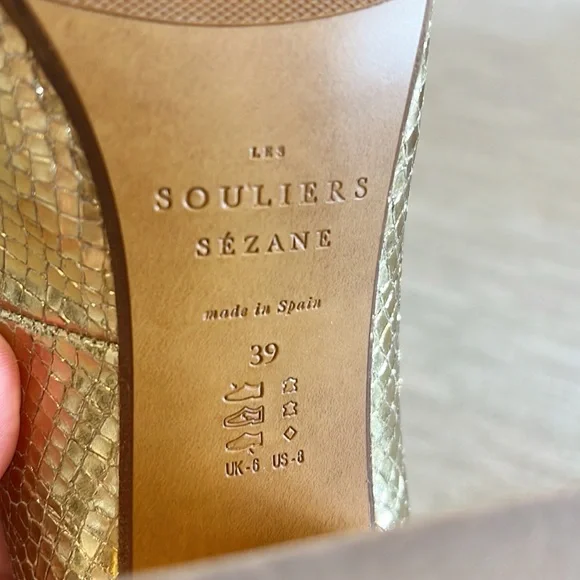 LES
SOULIERS
SÉZANE
made in Spain
39
UK-6 US-8